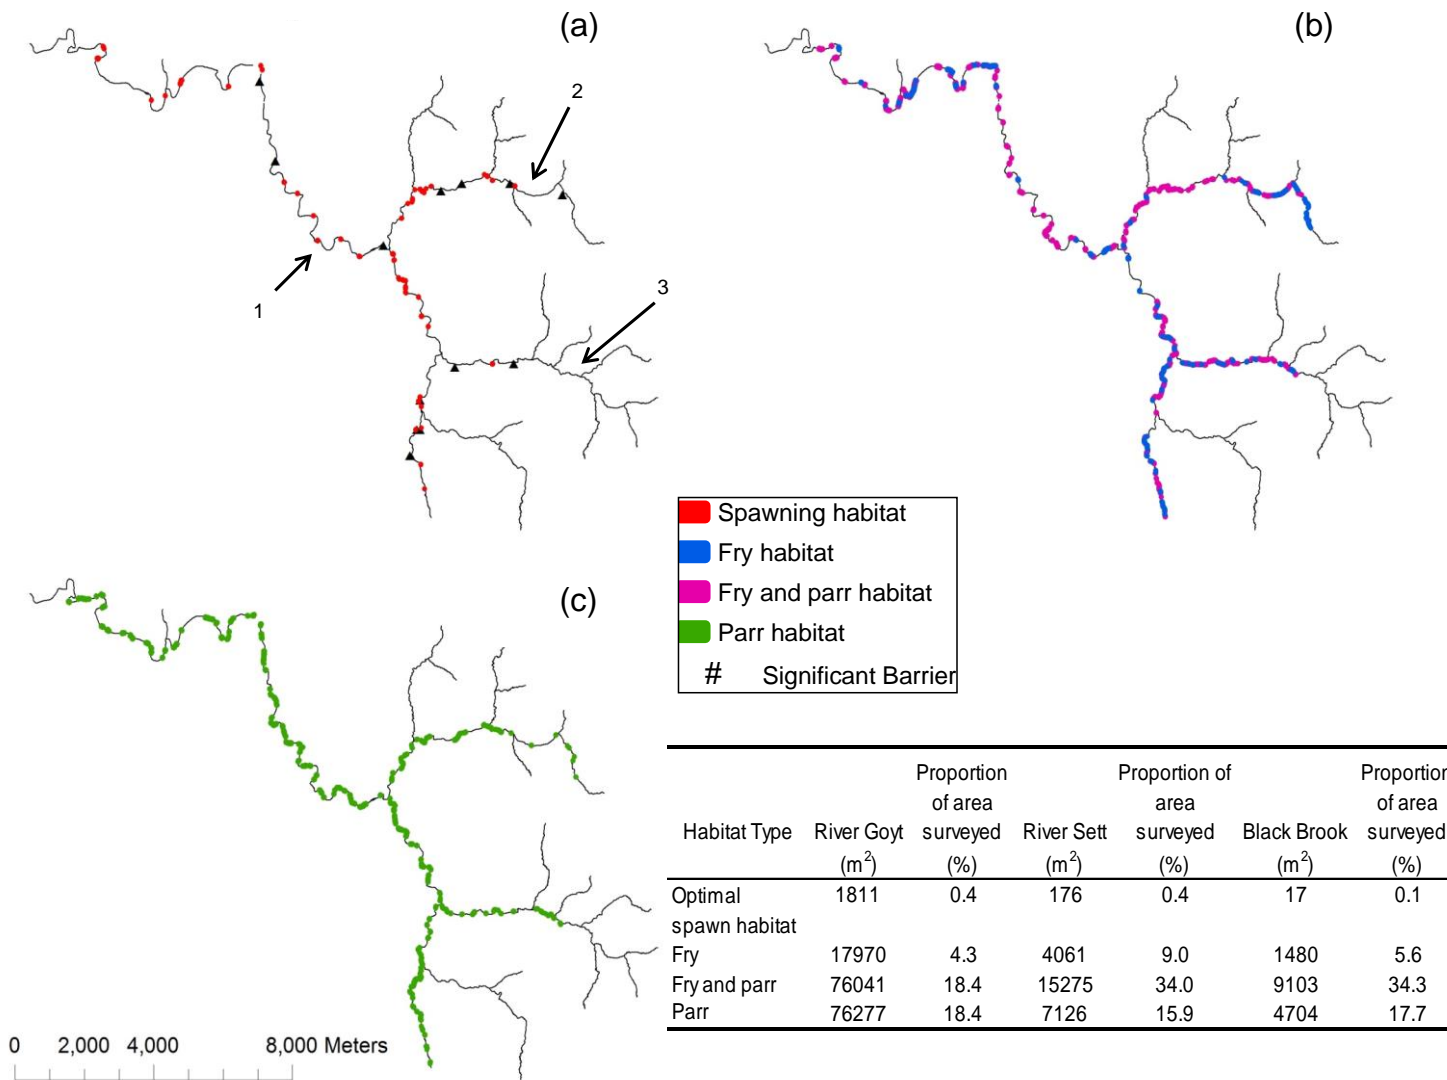 (a)
(b)
2
1
3
Spawning habitat
Fry habitat
Fry and parr habitat
Parr habitat
# Significant Barrier
(c)
Habitat Type River Goyt (m²) Proportion of area surveyed (%) River Sett (m²) Proportion of area surveyed (%) Black Brook (m²) Proportion of area surveyed (%)
Optimal spawn habitat 1811 0.4 176 0.4 17 0.1
Fry 17970 4.3 4061 9.0 1480 5.6
Fry and parr 76041 18.4 15275 34.0 9103 34.3
Parr 76277 18.4 7126 15.9 4704 17.7
0 2,000 4,000 8,000 Meters